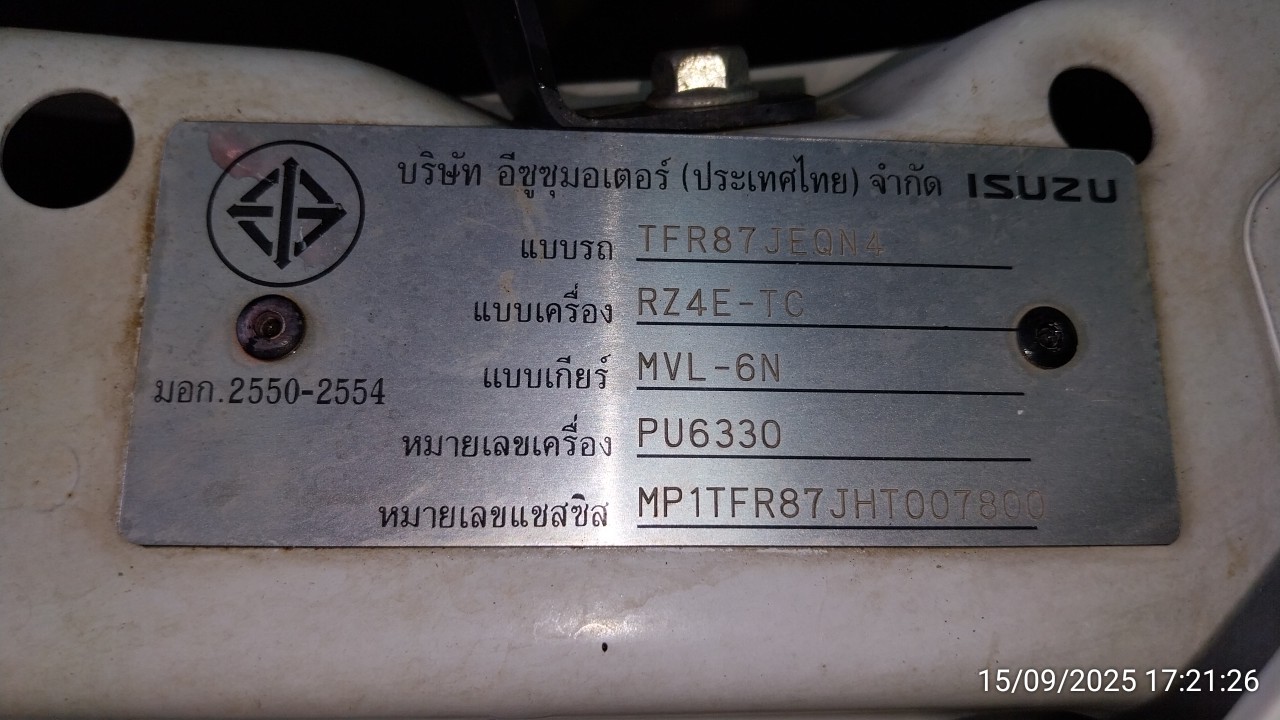 บริษัท อีซูซุมอเตอร์ (ประเทศไทย) จำกัด ISUZU
แบบรถ TFR87JEQN4
แบบเครื่อง RZ4E-TC
แบบเกียร์ MVL-6N
มอก.2550-2554
หมายเลขเครื่อง PU6330
หมายเลขแชสซิส MP1TFR87JHT007800
15/09/2025 17:21:26